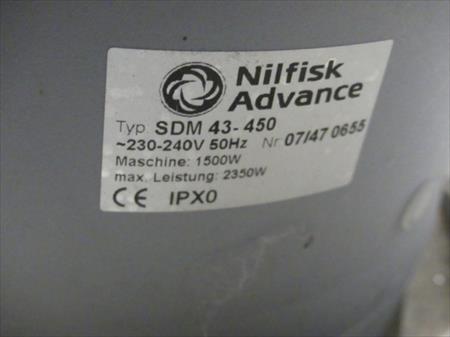 Nilfisk
Advance
Typ SDM 43-450
~230-240V 50Hz Nr 07/47 0655
Maschine: 1500W
max. Leistung: 2350W
CE IPX0